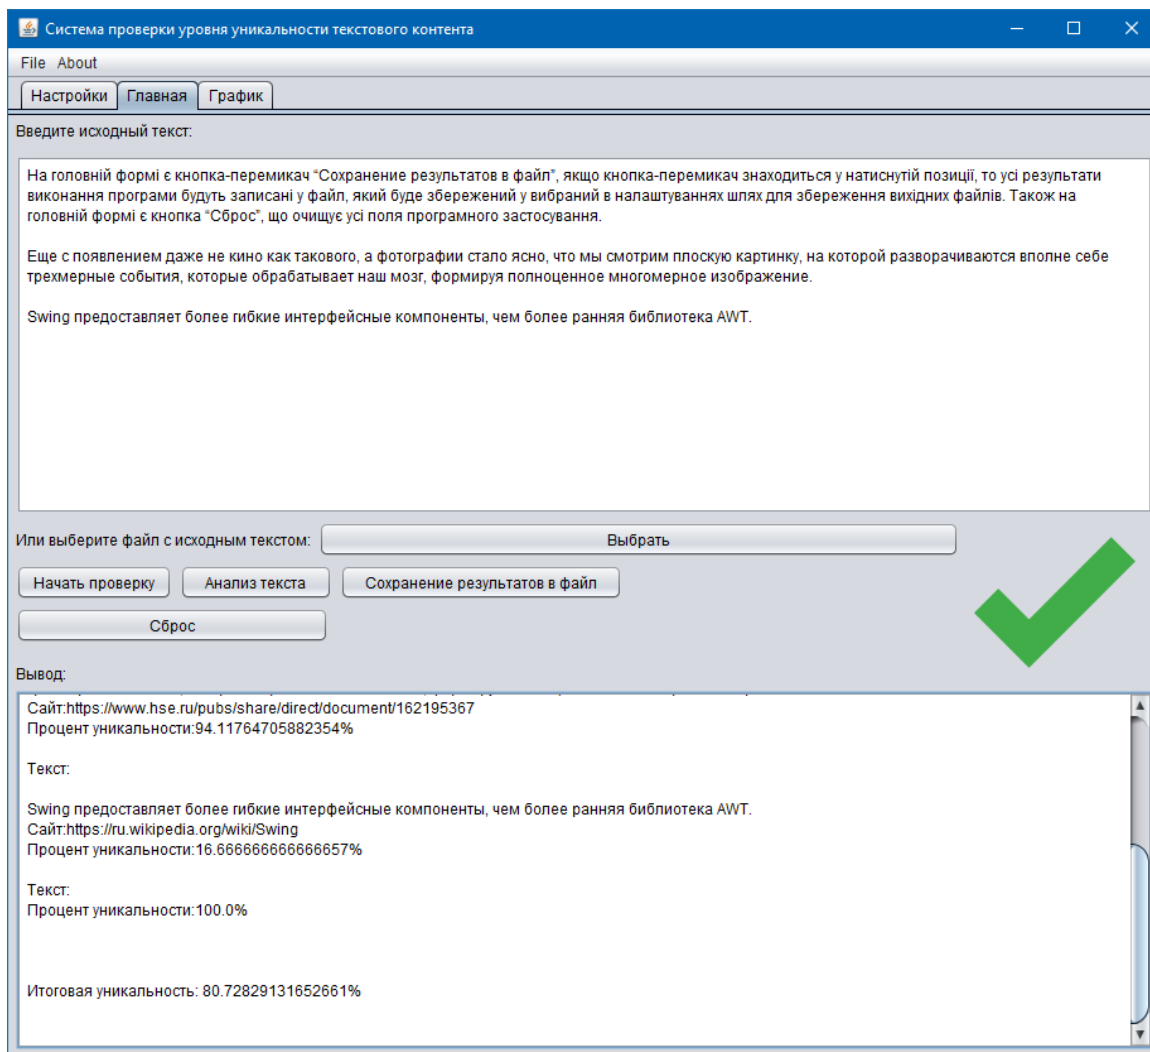 Система проверки уровня уникальности текстового контента
File About
Настройки Главная График
Введите исходный текст:
На головній формі є кнопка-перемикач “Сохранение результатов в файл”, якщо кнопка-перемикач знаходиться у натиснутій позиції, то усі результати
виконання програми будуть записані у файл, який буде збережений у вибраний в налаштуваннях шлях для збереження вихідних файлів. Також на
головній формі є кнопка “Сброс”, що очищує усі поля програмного застосування.
Еще с появлением даже не кино как такового, а фотографии стало ясно, что мы смотрим плоскую картинку, на которой разворачиваются вполне себе
трехмерные события, которые обрабатывает наш мозг, формируя полноценное многомерное изображение.
Swing предоставляет более гибкие интерфейсные компоненты, чем более ранняя библиотека AWT.
Или выберите файл с исходным текстом: Выбрать
Начать проверку Анализ текста Сохранение результатов в файл
Сброс
Вывод:
Сайт:https://www.hse.ru/pubs/share/direct/document/162195367
Процент уникальности:94.11764705882354%
Текст:
Swing предоставляет более гибкие интерфейсные компоненты, чем более ранняя библиотека AWT.
Сайт:https://ru.wikipedia.org/wiki/Swing
Процент уникальности:16.666666666666657%
Текст:
Процент уникальности:100.0%
Итоговая уникальность: 80.72829131652661%